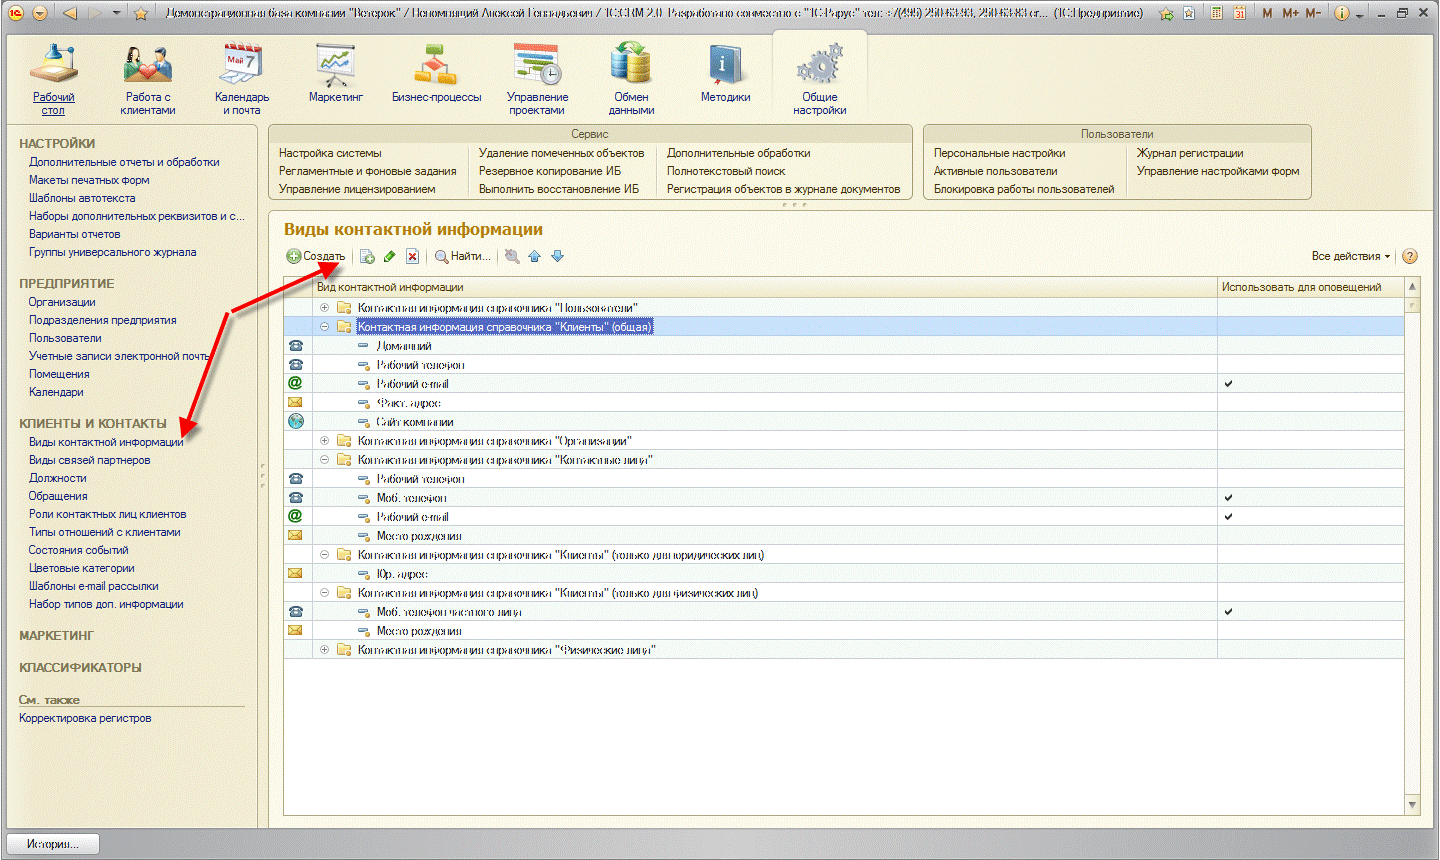 Демонстрационная база компании "Ветерок" / Непомнящий Алексей Геннадьевич / 1С:CRM 2.0 Разработано совместно с "1С-Рарус" тел: +7(495) 250-63-93, 250-63-83 er... (1С:Предприятие)
M M+ M-
Рабочий стол
Работа с клиентами
Май 7
Календарь и почта
Маркетинг
Бизнес-процессы
Управление проектами
Обмен данными
Методики
Общие настройки
НАСТРОЙКИ
Дополнительные отчеты и обработки
Макеты печатных форм
Шаблоны автотекста
Наборы дополнительных реквизитов и с...
Варианты отчетов
Группы универсального журнала
ПРЕДПРИЯТИЕ
Организации
Подразделения предприятия
Пользователи
Учетные записи электронной почты
Помещения
Календари
КЛИЕНТЫ И КОНТАКТЫ
Виды контактной информации
Виды связей партнеров
Должности
Обращения
Роли контактных лиц клиентов
Типы отношений с клиентами
Состояния событий
Цветовые категории
Шаблоны e-mail рассылки
Набор типов доп. информации
МАРКЕТИНГ
КЛАССИФИКАТОРЫ
См. также
Корректировка регистров
Сервис
Настройка системы
Регламентные и фоновые задания
Управление лицензированием
Удаление помеченных объектов
Резервное копирование ИБ
Выполнить восстановление ИБ
Дополнительные обработки
Полнотекстовый поиск
Регистрация объектов в журнале документов
Пользователи
Персональные настройки
Активные пользователи
Блокировка работы пользователей
Журнал регистрации
Управление настройками форм
Виды контактной информации
Создать
Найти...
Все действия
Вид контактной информации
Использовать для оповещений
Контактная информация справочника "Пользователи"
Контактная информация справочника "Клиенты" (общая)
Домашний
Рабочий телефон
Рабочий e-mail
Факт. адрес
Сайт компании
Контактная информация справочника "Организации"
Контактная информация справочника "Контактные лица"
Рабочий телефон
Моб. телефон
Рабочий e-mail
Место рождения
Контактная информация справочника "Клиенты" (только для юридических лиц)
Юр. адрес
Контактная информация справочника "Клиенты" (только для физических лиц)
Моб. телефон частного лица
Место рождения
Контактная информация справочника "Физические лица"
История...